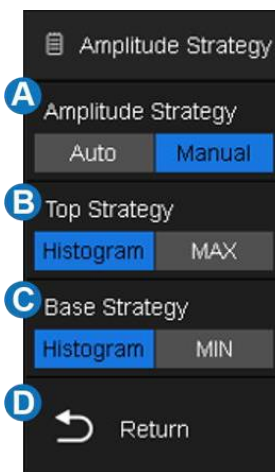 Amplitude Strategy
A
Amplitude Strategy
Auto Manual
B
Top Strategy
Histogram MAX
C
Base Strategy
Histogram MIN
D
Return